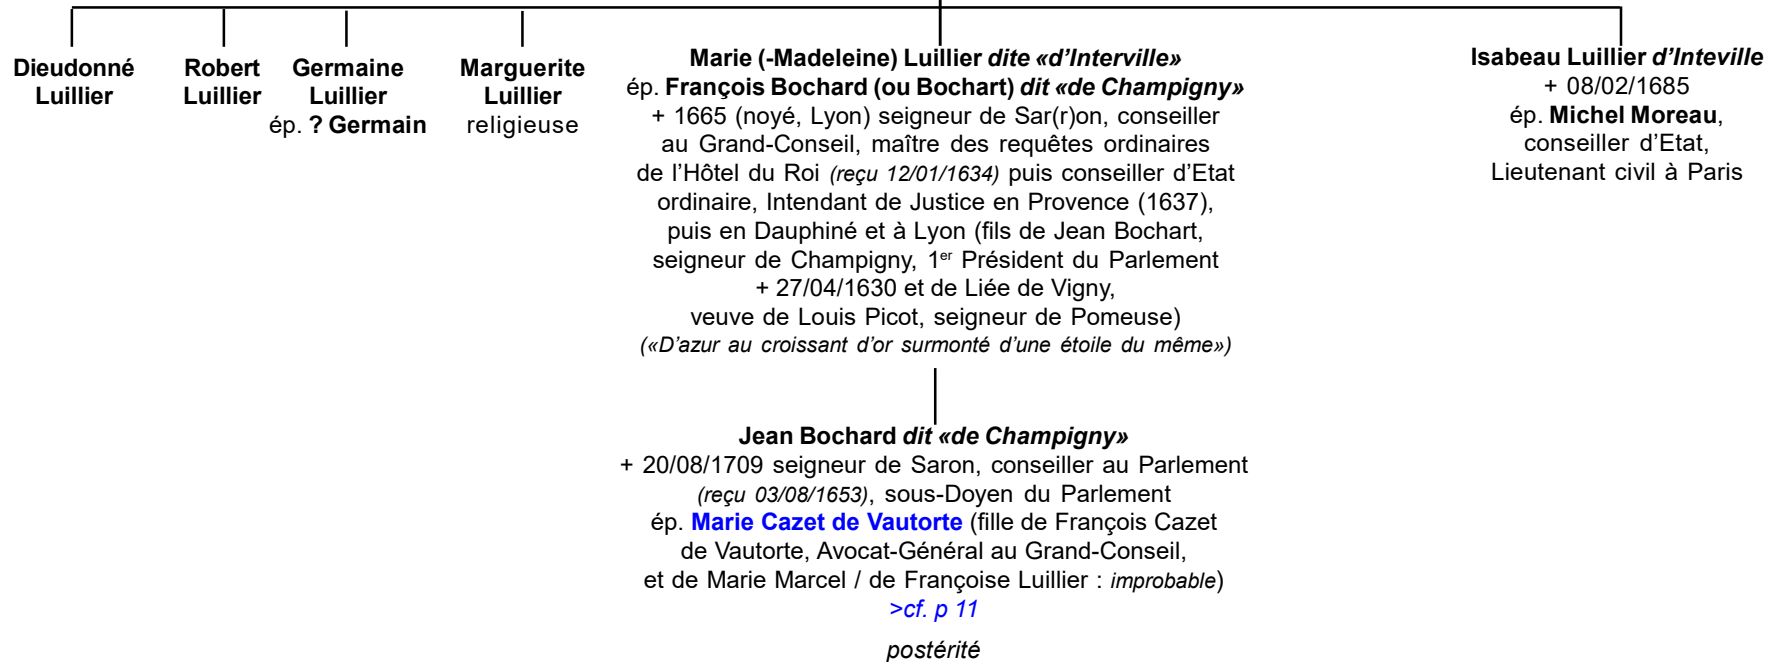 Dieudonné
Luillier
Robert
Luillier
Germaine
Luillier
ép. ? Germain
Marguerite
Luillier
religieuse
Marie (-Madeleine) Luillier dite «d'Interville»
ép. François Bochard (ou Bochart) dit «de Champigny»
+ 1665 (noyé, Lyon) seigneur de Sar(r)on, conseiller
au Grand-Conseil, maître des requêtes ordinaires
de l'Hôtel du Roi (reçu 12/01/1634) puis conseiller d'Etat
ordinaire, Intendant de Justice en Provence (1637),
puis en Dauphiné et à Lyon (fils de Jean Bochart,
seigneur de Champigny, 1er Président du Parlement
+ 27/04/1630 et de Liée de Vigny,
veuve de Louis Picot, seigneur de Pomeuse)
(«D'azur au croissant d'or surmonté d'une étoile du même»)
Isabeau Luillier d'Inteville
+ 08/02/1685
ép. Michel Moreau,
conseiller d'Etat,
Lieutenant civil à Paris
Jean Bochard dit «de Champigny»
+ 20/08/1709 seigneur de Saron, conseiller au Parlement
(reçu 03/08/1653), sous-Doyen du Parlement
ép. Marie Cazet de Vautorte (fille de François Cazet
de Vautorte, Avocat-Général au Grand-Conseil,
et de Marie Marcel / de Françoise Luillier : improbable)
>cf. p 11
postérité